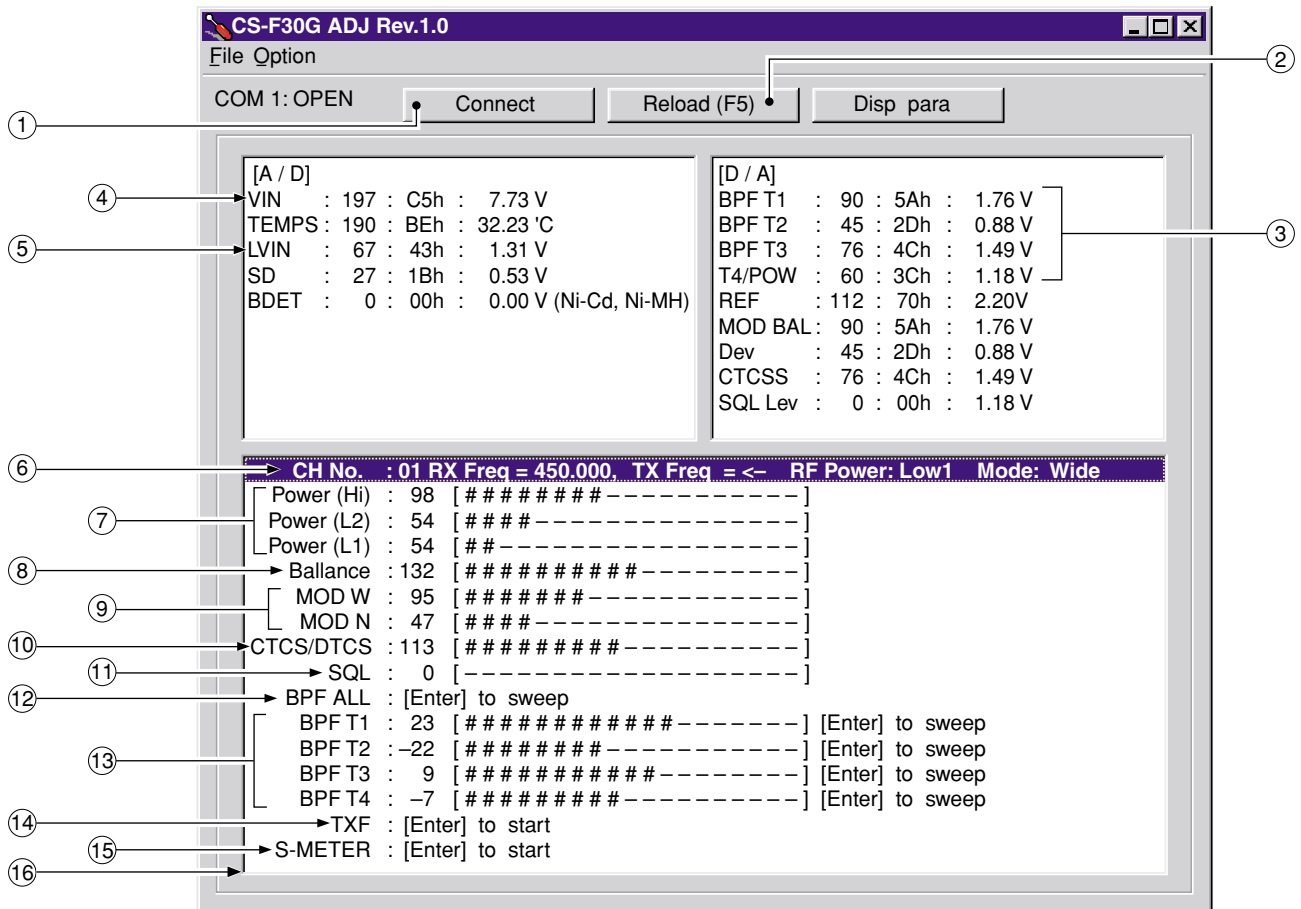 CS-F30G ADJ Rev.1.0
File Option
②
COM 1: OPEN Connect Reload (F5) Disp para
①
[A / D]
④ VIN : 197 : C5h : 7.73 V
TEMPS : 190 : BEh : 32.23 'C
⑤ LVIN : 67 : 43h : 1.31 V
SD : 27 : 1Bh : 0.53 V
BDET : 0 : 00h : 0.00 V (Ni-Cd, Ni-MH)
[D / A]
BPF T1 : 90 : 5Ah : 1.76 V
BPF T2 : 45 : 2Dh : 0.88 V
BPF T3 : 76 : 4Ch : 1.49 V
T4/POW : 60 : 3Ch : 1.18 V
③
REF : 112 : 70h : 2.20V
MOD BAL : 90 : 5Ah : 1.76 V
Dev : 45 : 2Dh : 0.88 V
CTCSS : 76 : 4Ch : 1.49 V
SQL Lev : 0 : 00h : 1.18 V
⑥ CH No. : 01 RX Freq = 450.000, TX Freq = <– RF Power: Low1 Mode: Wide
Power (Hi) : 98 [ # # # # # # # # – – – – – – – – – – – – ]
⑦ Power (L2) : 54 [ # # # # – – – – – – – – – – – – – – – – ]
Power (L1) : 54 [ # # – – – – – – – – – – – – – – – – – – ]
⑧ Ballance : 132 [ # # # # # # # # # # – – – – – – – – – – ]
⑨ MOD W : 95 [ # # # # # # # – – – – – – – – – – – – – ]
MOD N : 47 [ # # # # – – – – – – – – – – – – – – – – ]
⑩ CTCS/DTCS : 113 [ # # # # # # # # # – – – – – – – – – – – ]
⑪ SQL : 0 [ – – – – – – – – – – – – – – – – – – – – ]
⑫ BPF ALL : [Enter] to sweep
BPF T1 : 23 [ # # # # # # # # # # # # – – – – – – – – ] [Enter] to sweep
BPF T2 : –22 [ # # # # # # # # – – – – – – – – – – – – ] [Enter] to sweep
⑬ BPF T3 : 9 [ # # # # # # # # # # # – – – – – – – – – ] [Enter] to sweep
BPF T4 : –7 [ # # # # # # # # # – – – – – – – – – – – ] [Enter] to sweep
⑭ TXF : [Enter] to start
⑮ S-METER : [Enter] to start
⑯